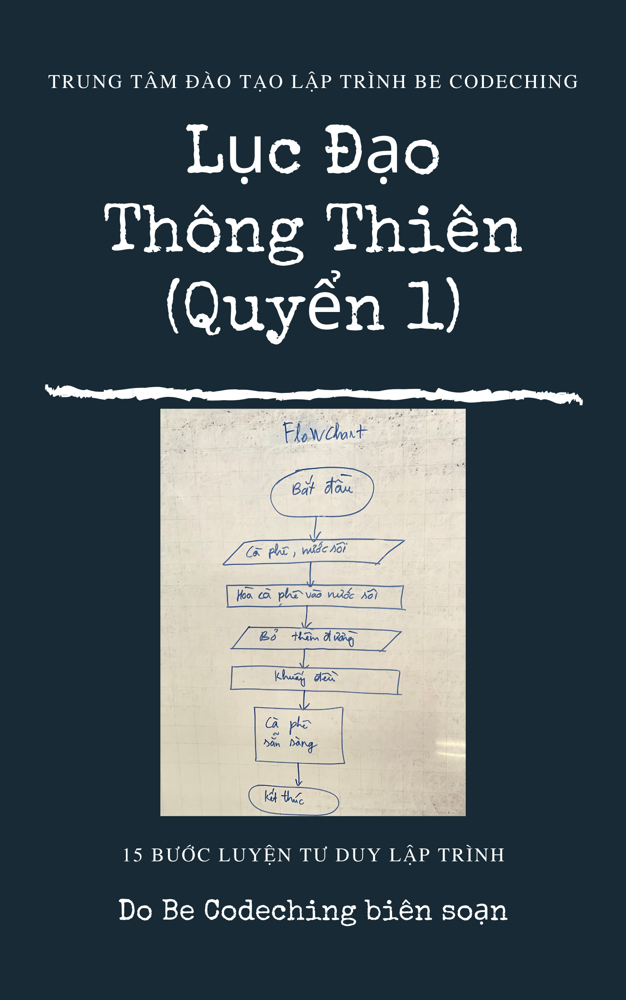 TRUNG TÂM ĐÀO TẠO LẬP TRÌNH BE CODECHING
Lục Đạo
Thông Thiên
(Quyển 1)
FlowChart
Bắt đầu
Cà phê, nước sôi
Hoà cà phê vào nước sôi
Bỏ thêm đường
Khuấy đều
Cà phê
sẵn sàng
Kết thúc
15 BƯỚC LUYỆN TƯ DUY LẬP TRÌNH
Do Be Codeching biên soạn